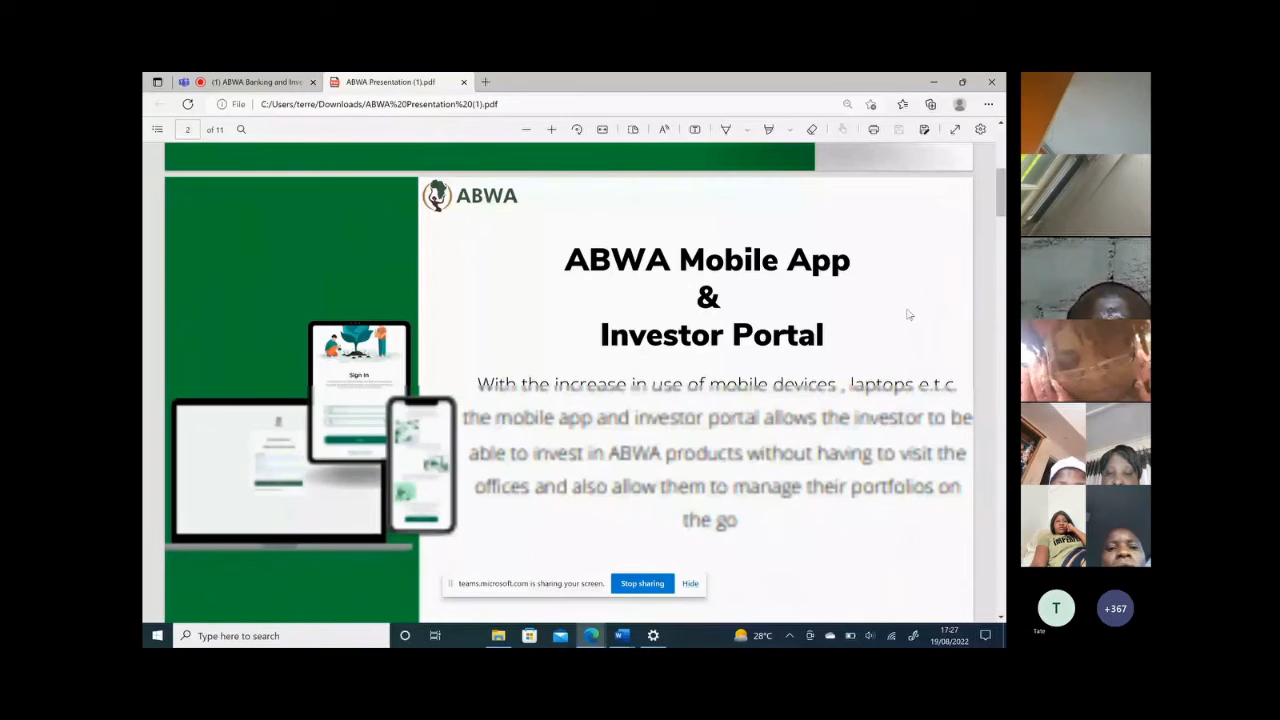 (1) ABWA Banking and Inv
ABWA Presentation (1).pdf
File
C:/Users/terre/Downloads/ABWA%20Presentation%20(1).pdf
2
of 11
ABWA
ABWA Mobile App
&
Investor Portal
With the increase in use of mobile devices , laptops e.t.c
the mobile app and investor portal allows the investor to be
able to invest in ABWA products without having to visit the
offices and also allow them to manage their portfolios on
the go
Sign In
teams.microsoft.com is sharing your screen.
Stop sharing
Hide
T
Tate
+367
Type here to search
28°C
17:27
19/08/2022